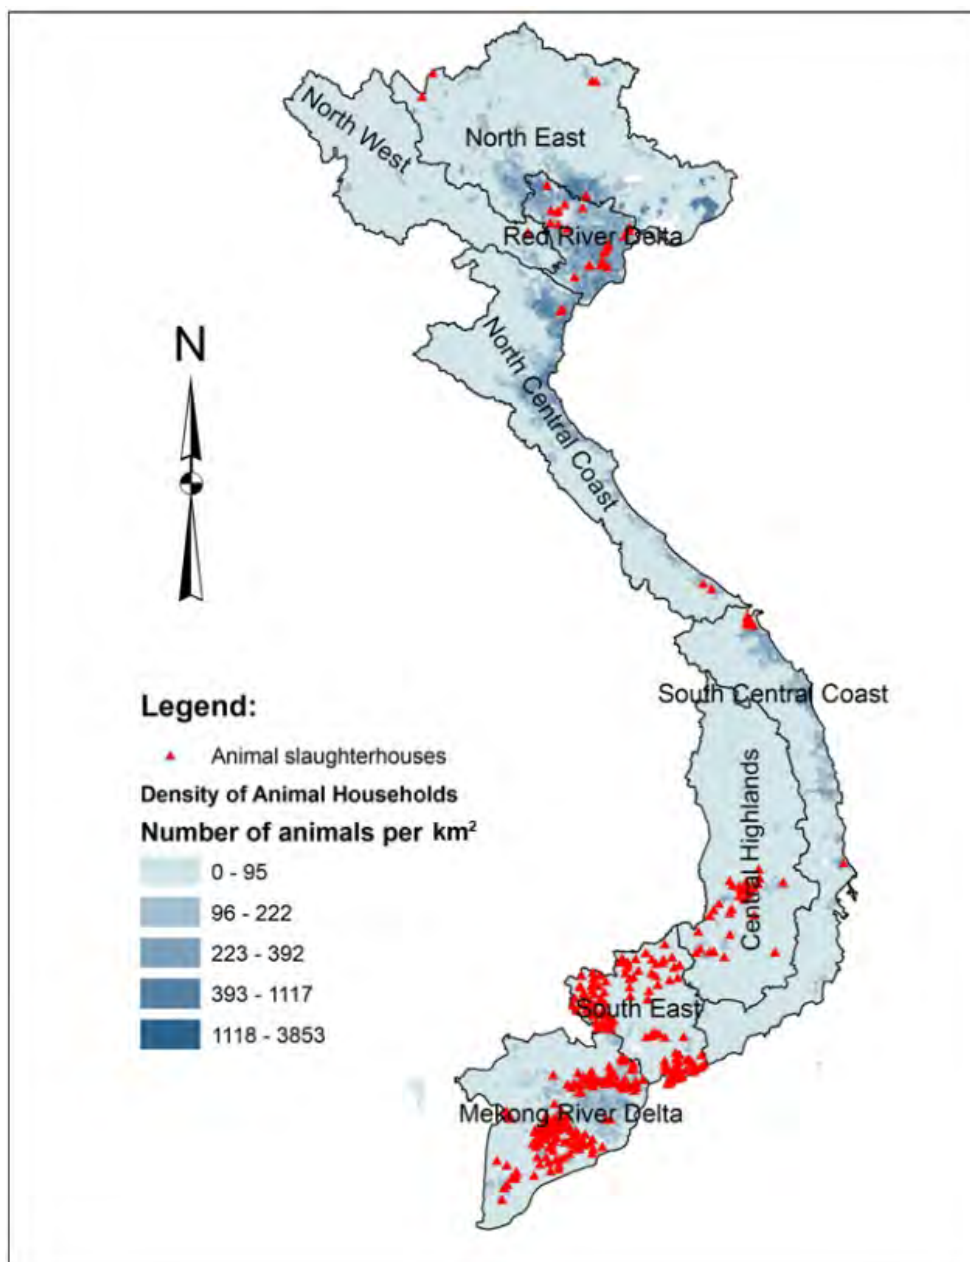 North West
North East
Red River Delta
N
North Central Coast
Legend:
Animal slaughterhouses
Density of Animal Households
Number of animals per km²
0 - 95
96 - 222
223 - 392
393 - 1117
1118 - 3853
South Central Coast
Central Highlands
South East
Mekong River Delta